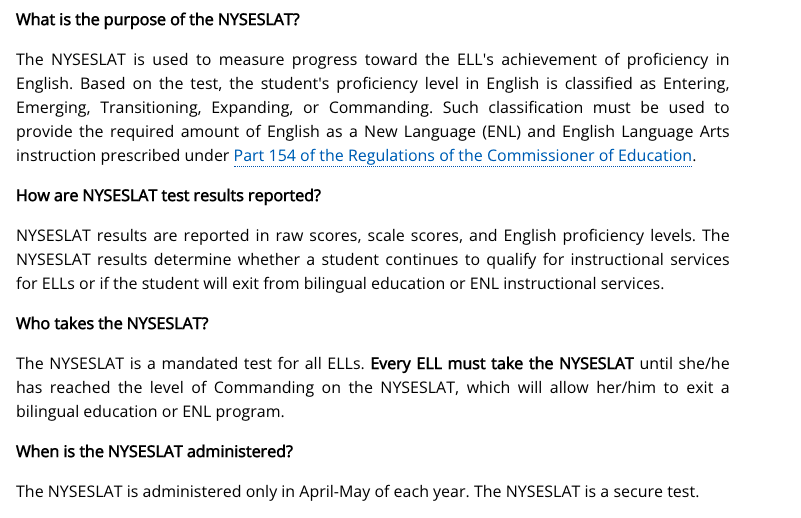 What is the purpose of the NYSESLAT?
The NYSESLAT is used to measure progress toward the ELL's achievement of proficiency in
English. Based on the test, the student's proficiency level in English is classified as Entering,
Emerging, Transitioning, Expanding, or Commanding. Such classification must be used to
provide the required amount of English as a New Language (ENL) and English Language Arts
instruction prescribed under Part 154 of the Regulations of the Commissioner of Education.
How are NYSESLAT test results reported?
NYSESLAT results are reported in raw scores, scale scores, and English proficiency levels. The
NYSESLAT results determine whether a student continues to qualify for instructional services
for ELLs or if the student will exit from bilingual education or ENL instructional services.
Who takes the NYSESLAT?
The NYSESLAT is a mandated test for all ELLs. Every ELL must take the NYSESLAT until she/he
has reached the level of Commanding on the NYSESLAT, which will allow her/him to exit a
bilingual education or ENL program.
When is the NYSESLAT administered?
The NYSESLAT is administered only in April-May of each year. The NYSESLAT is a secure test.